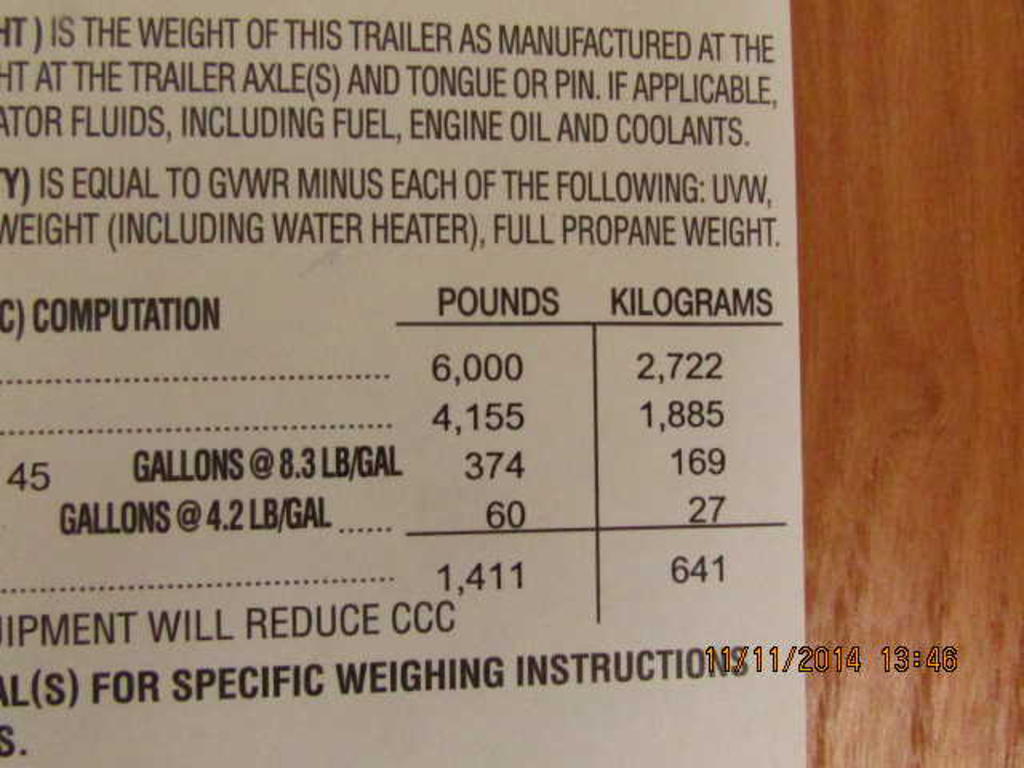 HT ) IS THE WEIGHT OF THIS TRAILER AS MANUFACTURED AT THE
HT AT THE TRAILER AXLE(S) AND TONGUE OR PIN. IF APPLICABLE,
ATOR FLUIDS, INCLUDING FUEL, ENGINE OIL AND COOLANTS.
Y) IS EQUAL TO GVWR MINUS EACH OF THE FOLLOWING: UVW,
WEIGHT (INCLUDING WATER HEATER), FULL PROPANE WEIGHT.
C) COMPUTATION POUNDS KILOGRAMS
6,000 2,722
4,155 1,885
45 GALLONS @ 8.3 LB/GAL 374 169
GALLONS @ 4.2 LB/GAL ...... 60 27
1,411 641
IPMENT WILL REDUCE CCC
AL(S) FOR SPECIFIC WEIGHING INSTRUCTIONS
S.
11/11/2014 13:46